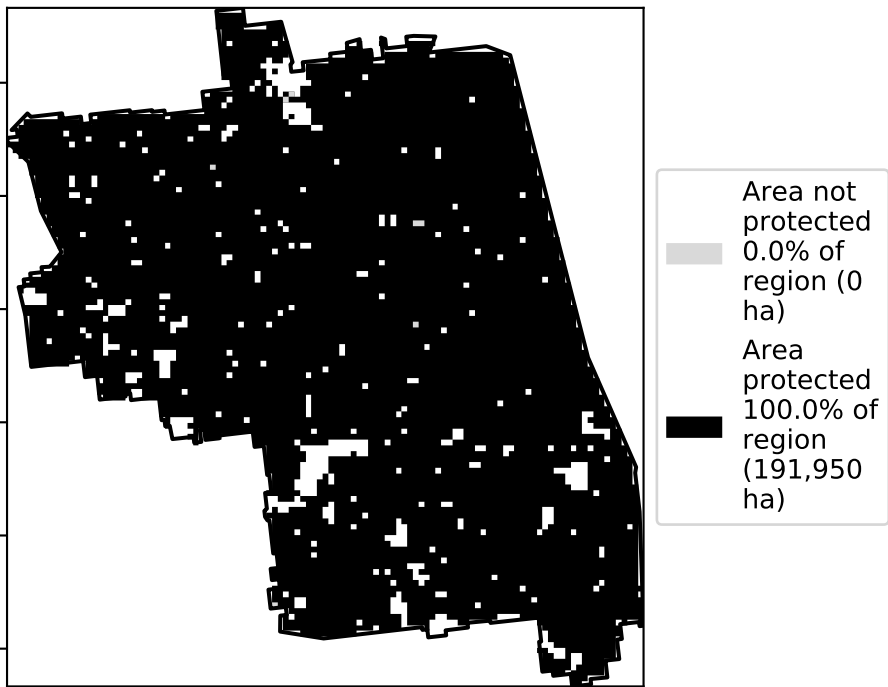 Area not
protected
0.0% of
region (0
ha)
Area
protected
100.0% of
region
(191,950
ha)